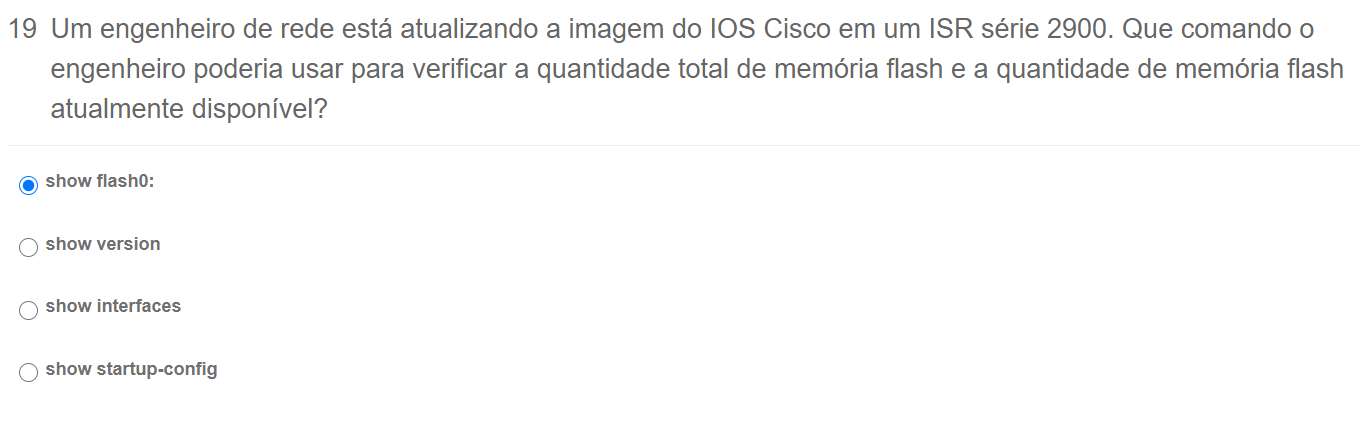 19 Um engenheiro de rede está atualizando a imagem do IOS Cisco em um ISR série 2900. Que comando o
engenheiro poderia usar para verificar a quantidade total de memória flash e a quantidade de memória flash
atualmente disponível?
show flash0:
show version
show interfaces
show startup-config